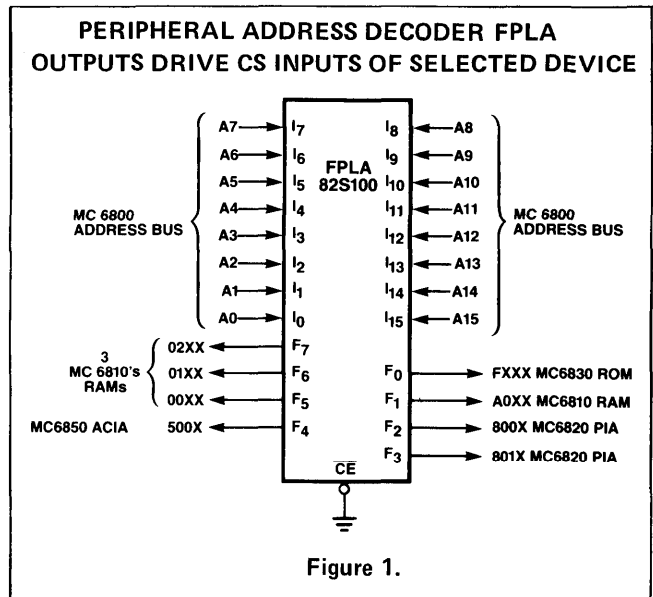 PERIPHERAL ADDRESS DECODER FPLA
OUTPUTS DRIVE CS INPUTS OF SELECTED DEVICE
A7 I7 I8 A8
A6 I6 I9 A9
FPLA
82S100
A5 I5 I10 A10
A4 I4 I11 A11
MC 6800
ADDRESS BUS
A3 I3 I12 A12
MC 6800
ADDRESS BUS
A2 I2 I13 A13
A1 I1 I14 A14
A0 I0 I15 A15
3
MC 6810's
RAMs
02XX F7
01XX F6 F0 FXXX MC6830 ROM
00XX F5 F1 A0XX MC6810 RAM
MC6850 ACIA 500X F4 F2 800X MC6820 PIA
F3 801X MC6820 PIA
CE
Figure 1.